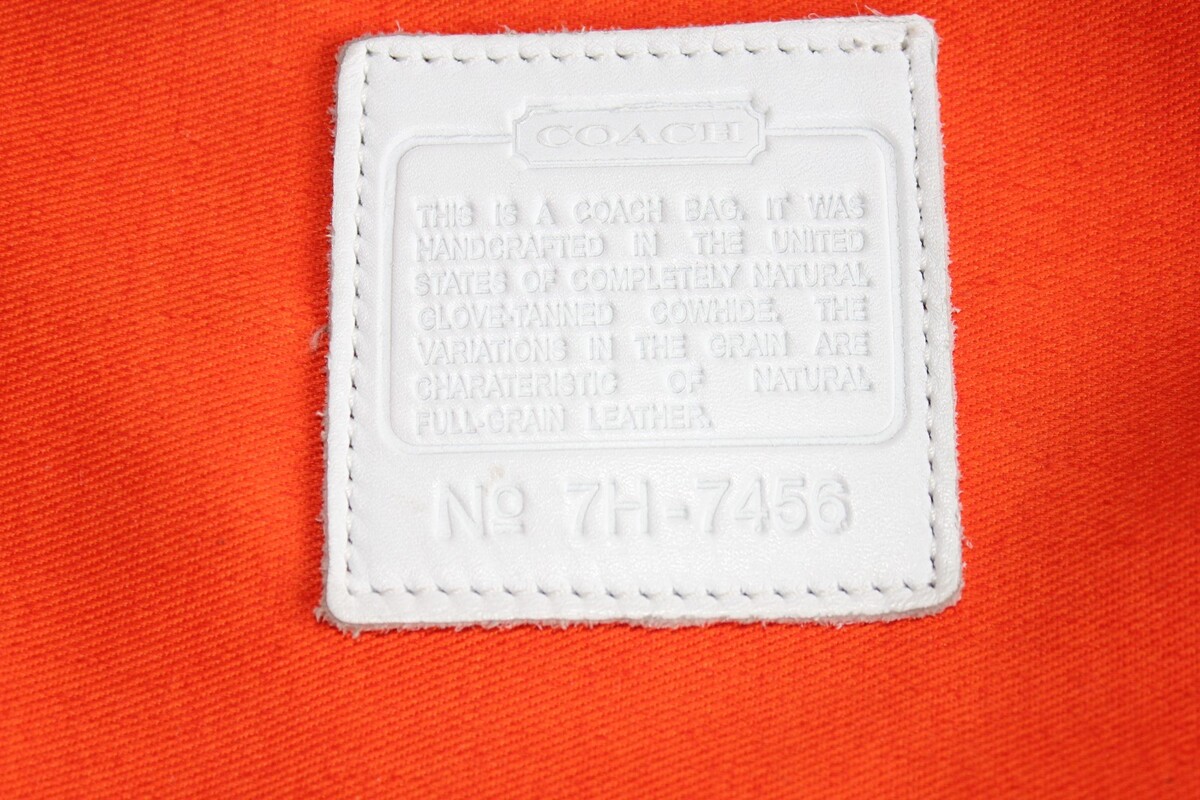 COACH
THIS IS A COACH BAG. IT WAS
HANDCRAFTED IN THE UNITED
STATES OF COMPLETELY NATURAL
GLOVE-TANNED COWHIDE. THE
VARIATIONS IN THE GRAIN ARE
CHARATERISTIC OF NATURAL
FULL-GRAIN LEATHER.
Nº 7H-7456